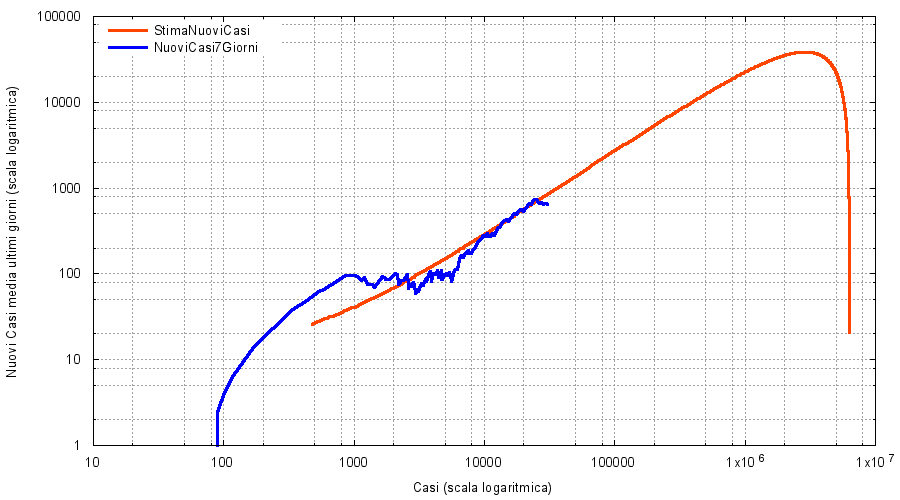 100000
10000
1000
100
10
1
StimaNuoviCasi
NuoviCasi7Giorni
Nuovi Casi media ultimi giorni (scala logaritmica)
10 100 1000 10000 100000 1x10^6 1x10^7
Casi (scala logaritmica)